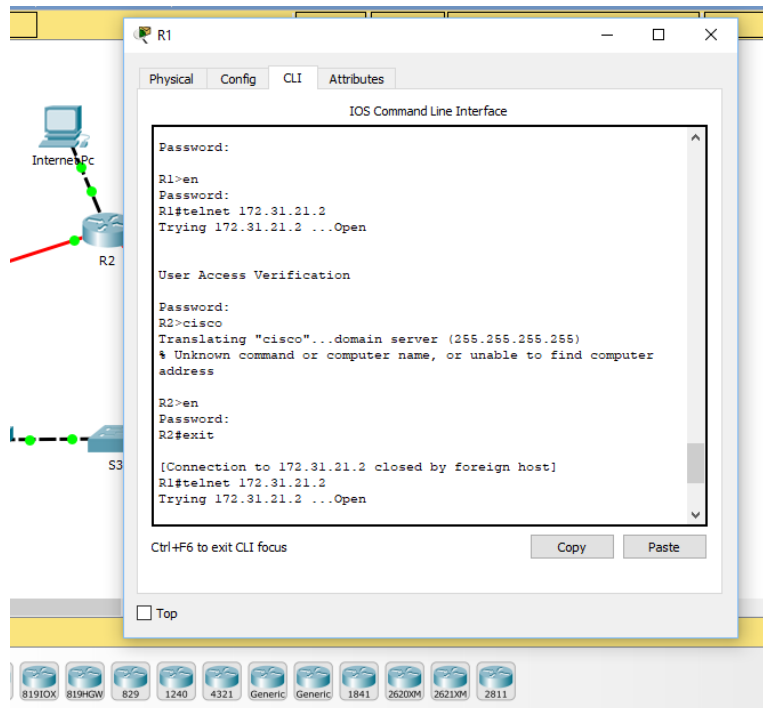 R1
Physical Config CLI Attributes
IOS Command Line Interface
Password:
R1>en
Password:
R1#telnet 172.31.21.2
Trying 172.31.21.2 ...Open
User Access Verification
Password:
R2>cisco
Translating "cisco"...domain server (255.255.255.255)
% Unknown command or computer name, or unable to find computer
address
R2>en
Password:
R2#exit
[Connection to 172.31.21.2 closed by foreign host]
R1#telnet 172.31.21.2
Trying 172.31.21.2 ...Open
Ctrl+F6 to exit CLI focus
Copy Paste
Top
Internet Pc
R2
S3
819IOX 819HGW 829 1240 4321 Generic Generic 1841 2620XM 2621XM 2811